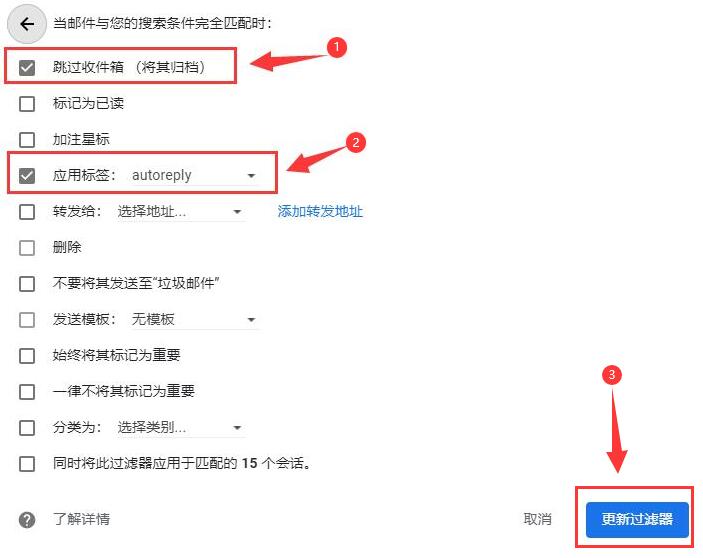 当邮件与您的搜索条件完全匹配时：
1
跳过收件箱 （将其归档）
标记为已读
加注星标
2
应用标签： autoreply
转发给： 选择地址... 添加转发地址
删除
不要将其发送至“垃圾邮件”
发送模板： 无模板
始终将其标记为重要
一律不将其标记为重要
3
分类为： 选择类别...
同时将此过滤器应用于匹配的 15 个会话。
? 了解详情 取消 更新过滤器